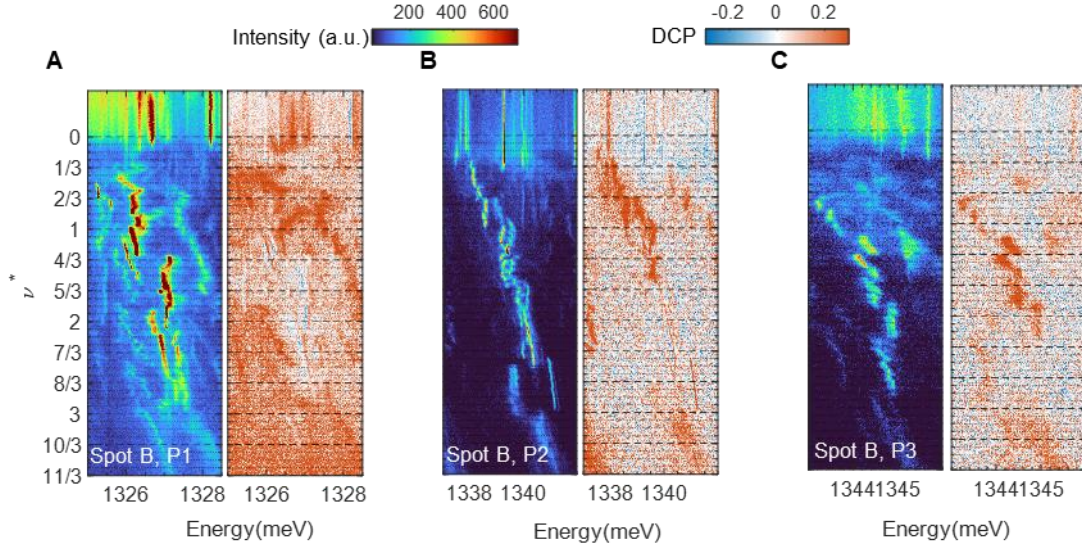 Intensity (a.u.) 200 400 600
DCP -0.2 0 0.2
A B C
0
1/3
2/3
1
4/3
5/3
2
7/3
8/3
3
10/3
11/3
ν*
Spot B, P1
Spot B, P2
Spot B, P3
1326 1328 1326 1328
1338 1340 1338 1340
13441345 13441345
Energy(meV) Energy(meV) Energy(meV)